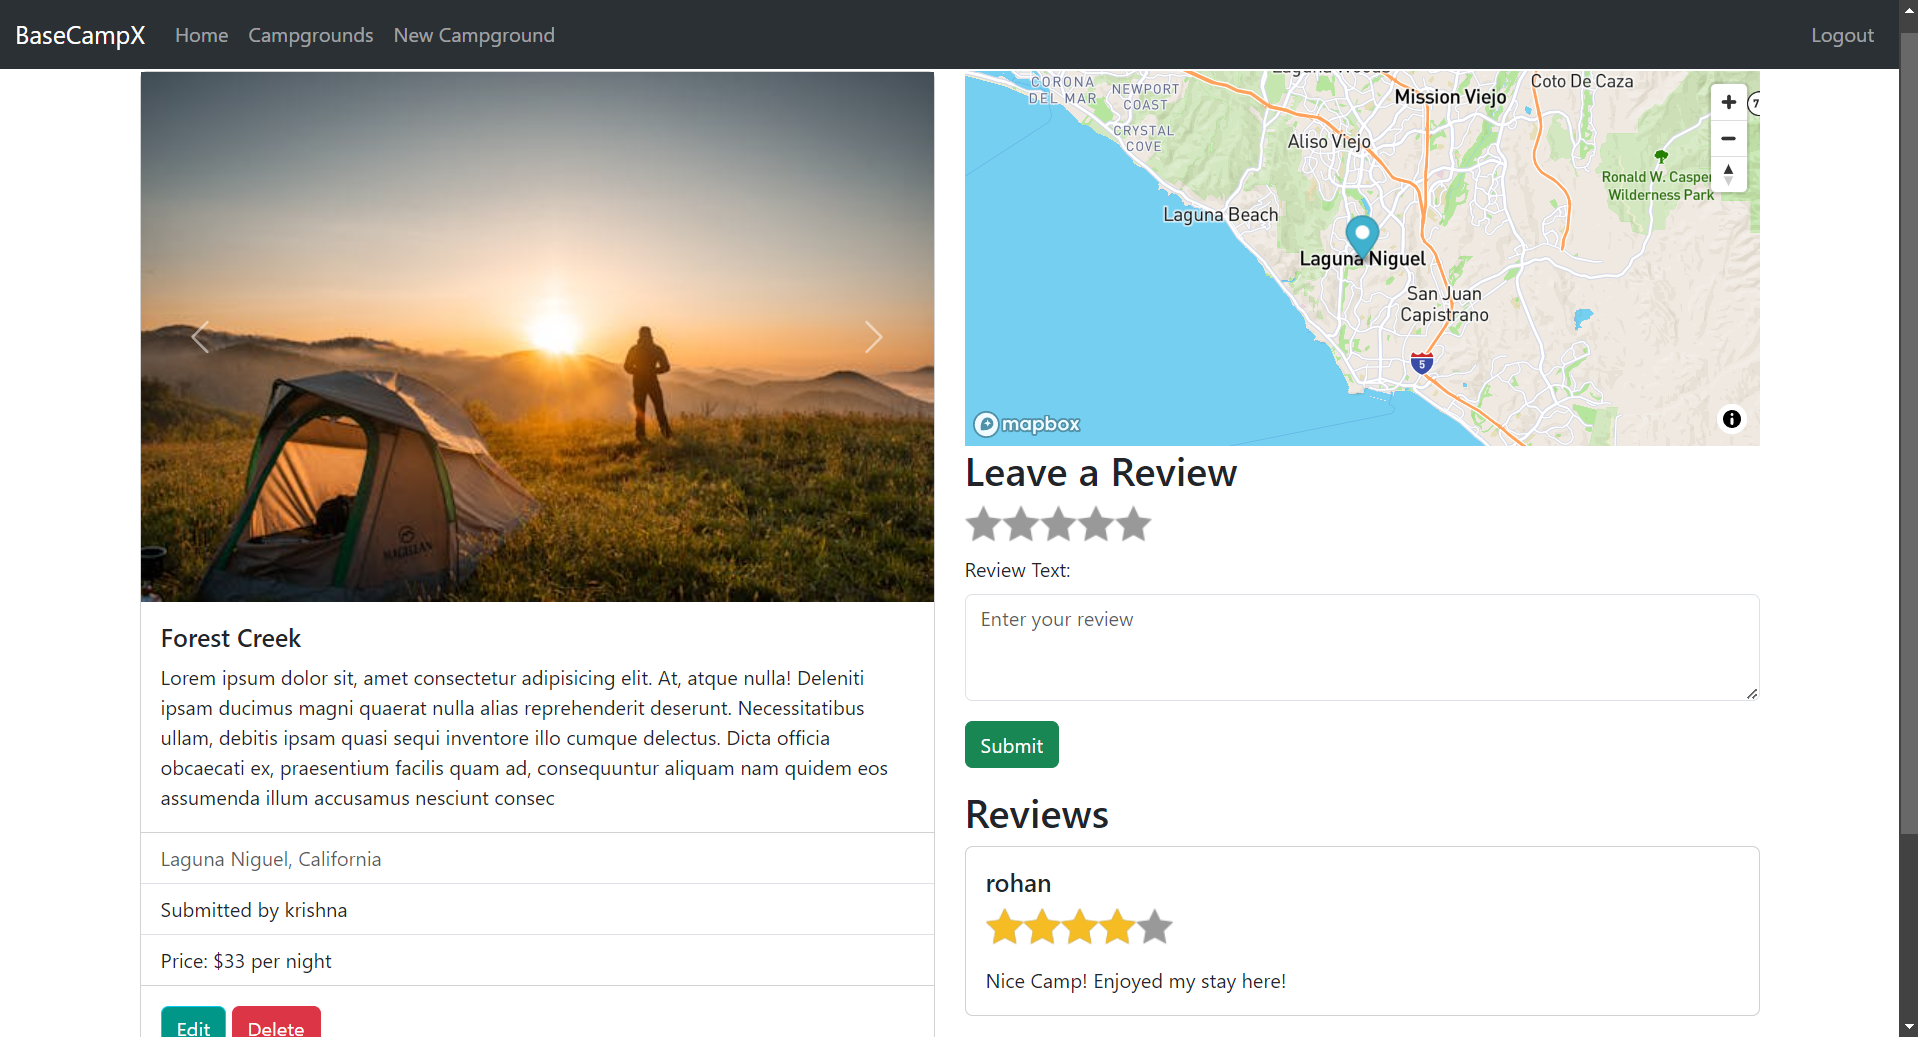 BaseCampX
Home
Campgrounds
New Campground
Logout
MAGELLAN
Forest Creek
Lorem ipsum dolor sit, amet consectetur adipisicing elit. At, atque nulla! Deleniti
ipsam ducimus magni quaerat nulla alias reprehenderit deserunt. Necessitatibus
ullam, debitis ipsam quasi sequi inventore illo cumque delectus. Dicta officia
obcaecati ex, praesentium facilis quam ad, consequuntur aliquam nam quidem eos
assumenda illum accusamus nesciunt consec
Laguna Niguel, California
Submitted by krishna
Price: $33 per night
Edit
Delete
Laguna Woods
CORONA
DEL MAR
NEWPORT
COAST
CRYSTAL
COVE
Mission Viejo
Coto De Caza
7
Aliso Viejo
Ronald W. Casper
Wilderness Park
Laguna Beach
Laguna Niguel
San Juan
Capistrano
5
mapbox
Leave a Review
Review Text:
Enter your review
Submit
Reviews
rohan
Nice Camp! Enjoyed my stay here!